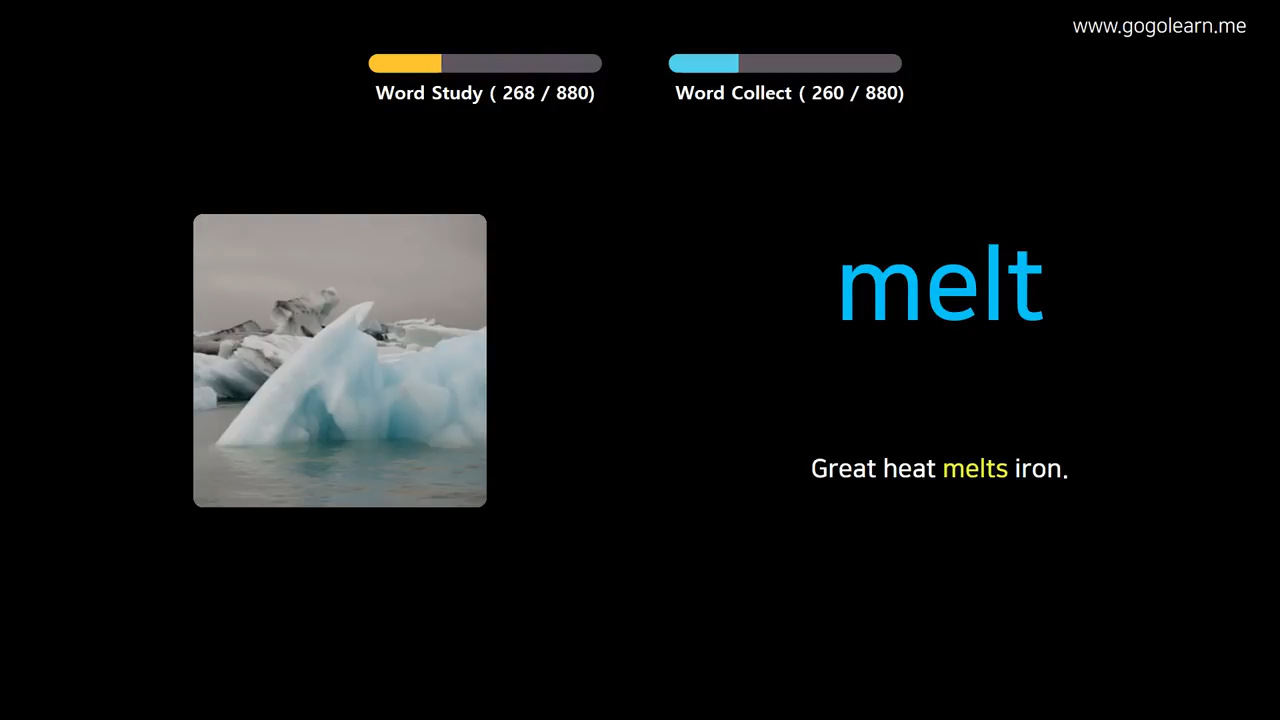 www.gogolearn.me
Word Study ( 268 / 880)
Word Collect ( 260 / 880)
melt
Great heat melts iron.